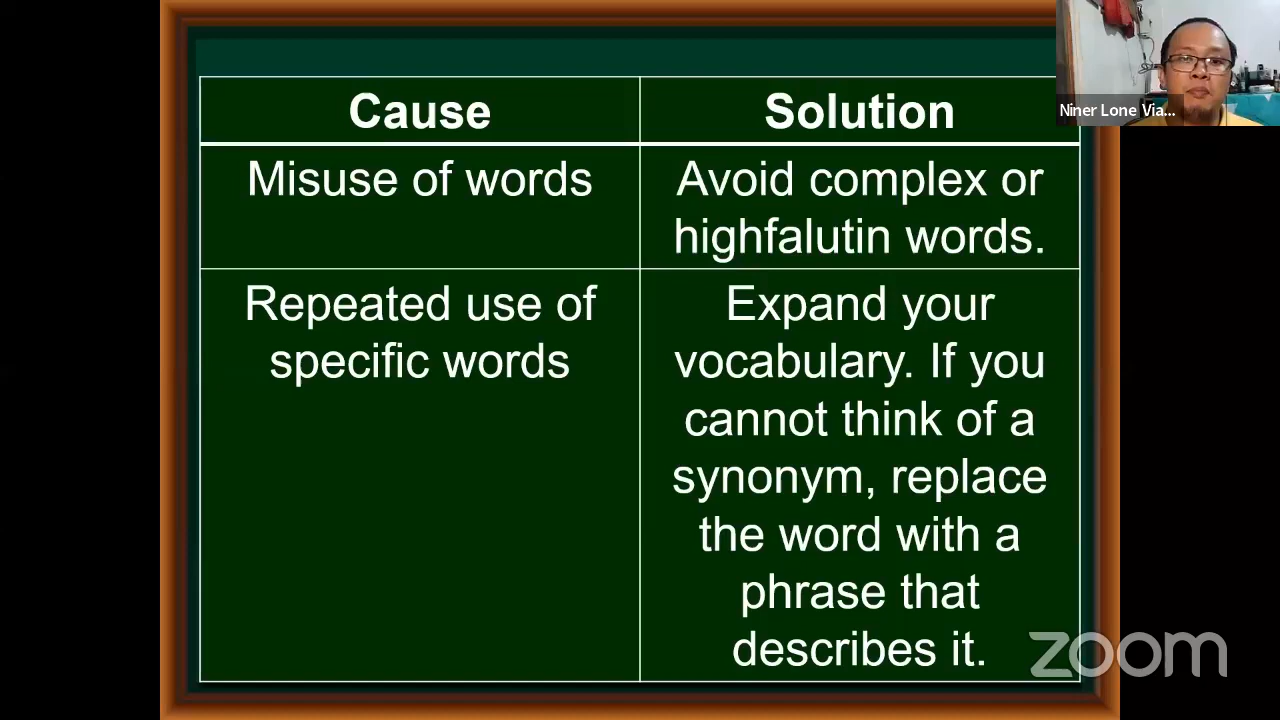 Cause
Solution
Misuse of words
Avoid complex or
highfalutin words.
Repeated use of
specific words
Expand your
vocabulary. If you
cannot think of a
synonym, replace
the word with a
phrase that
describes it.
Niner Lone Via...
zoom